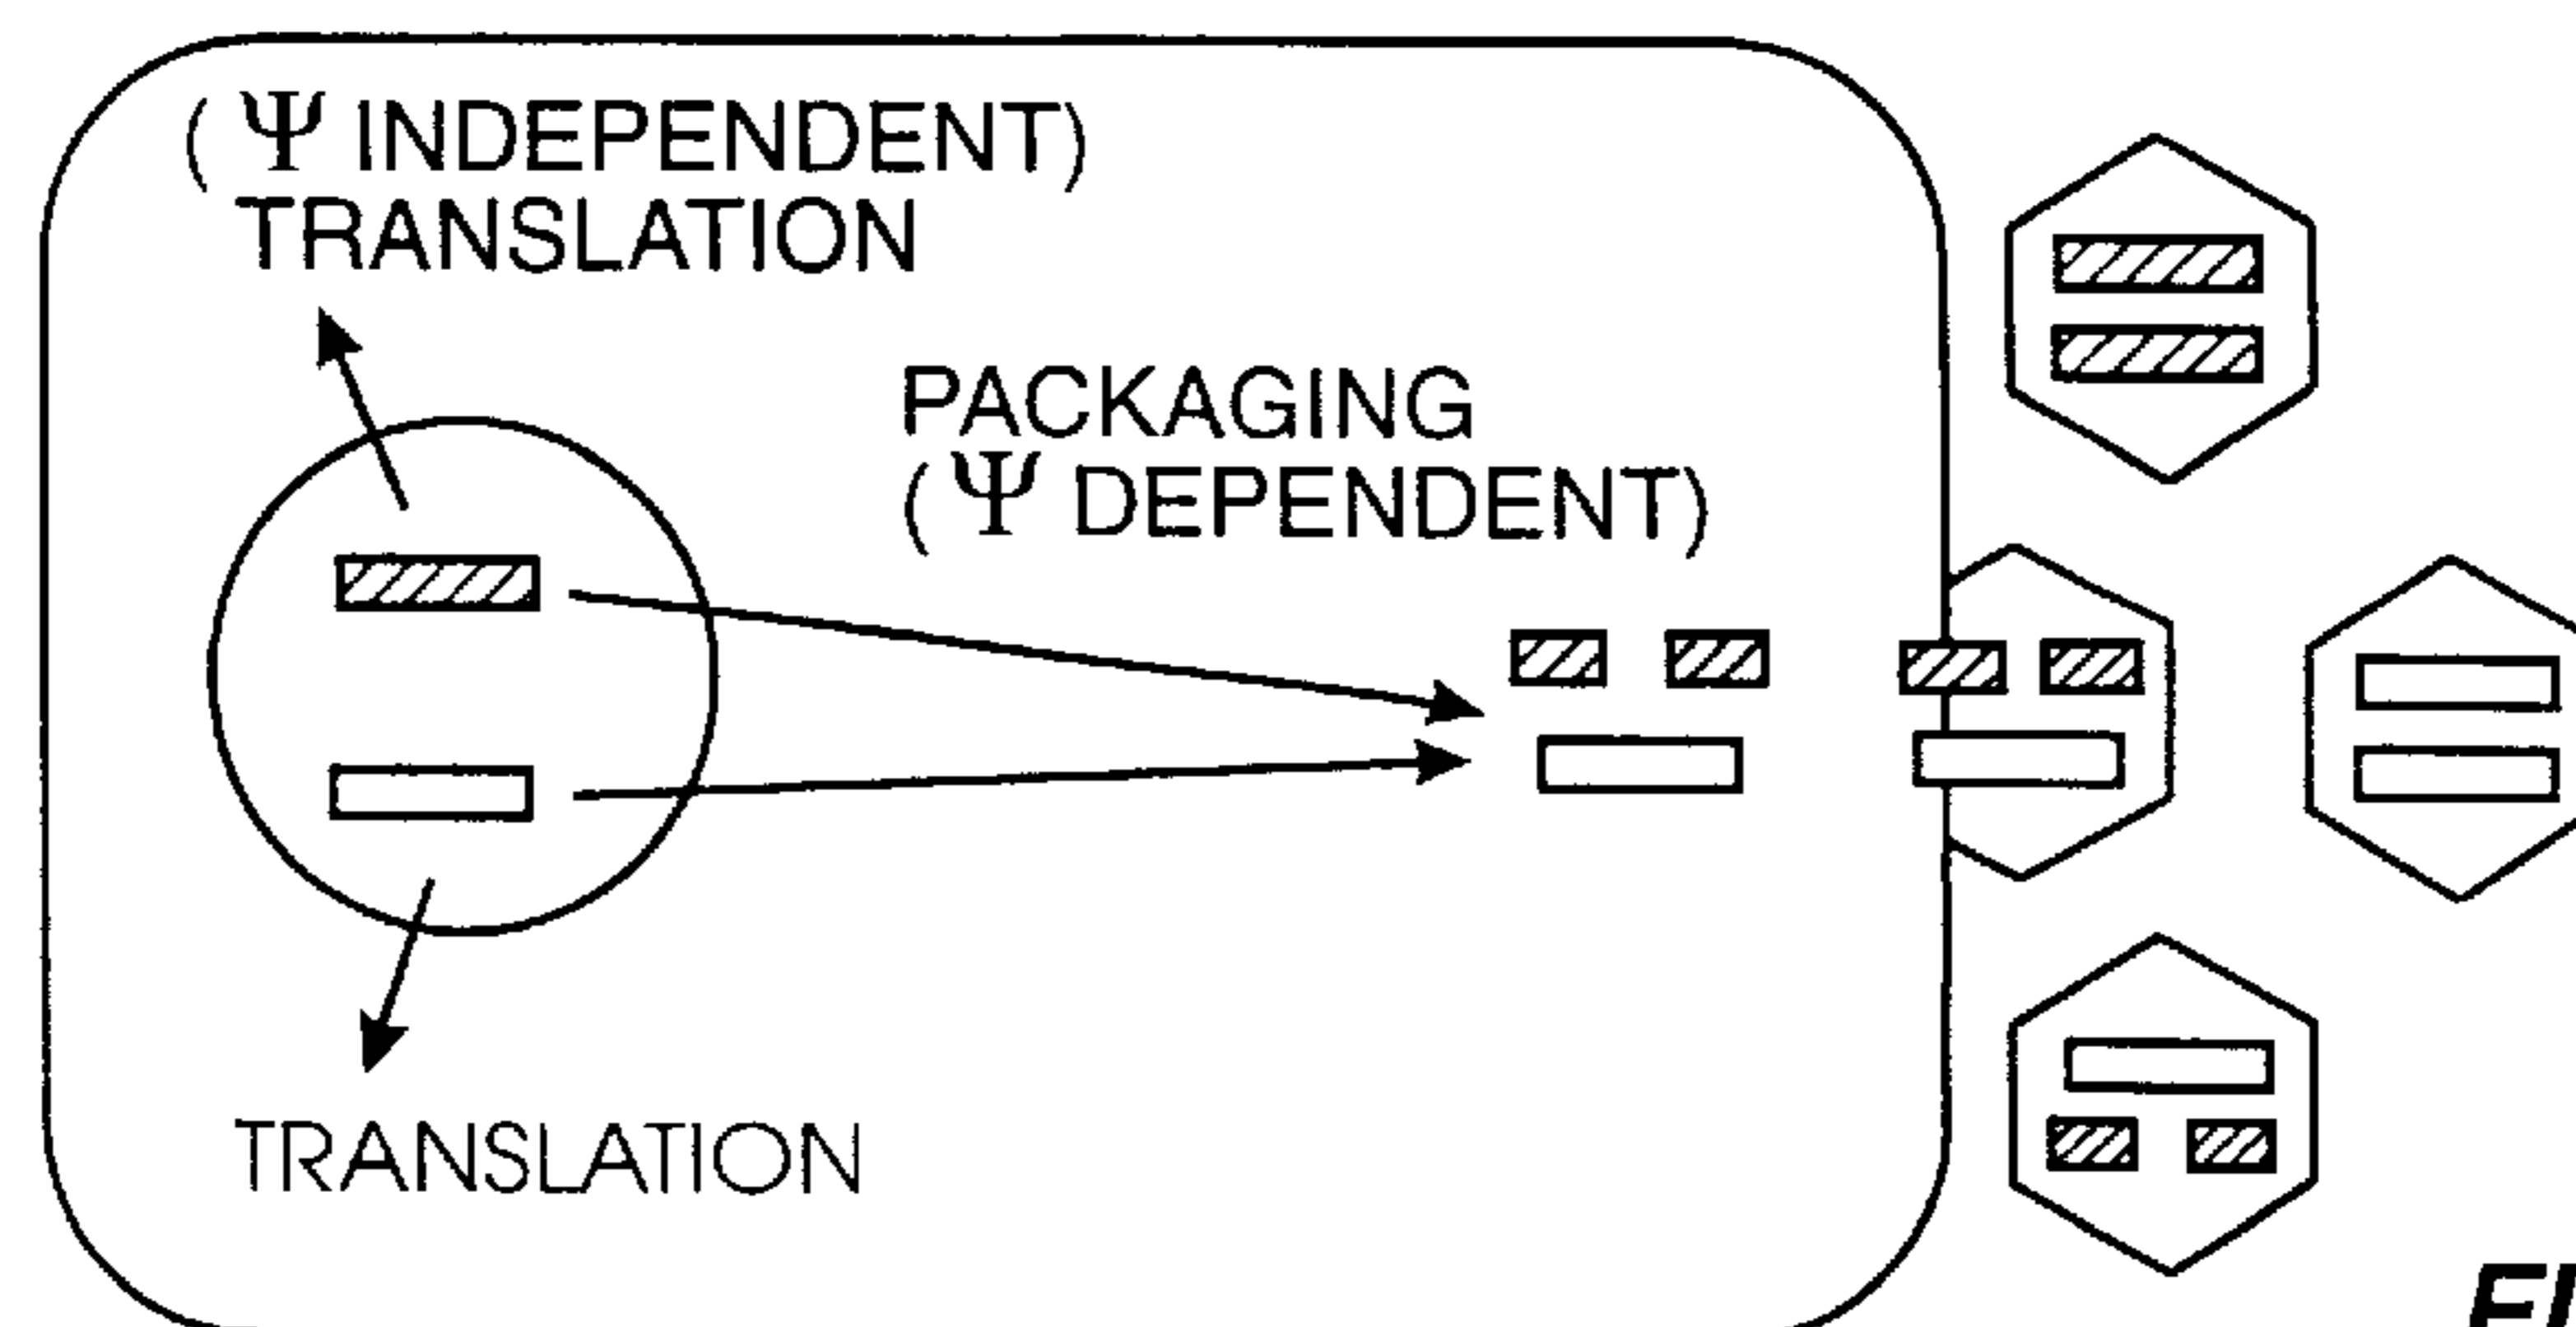 ( Ψ INDEPENDENT)
TRANSLATION
PACKAGING
( Ψ DEPENDENT)
TRANSLATION